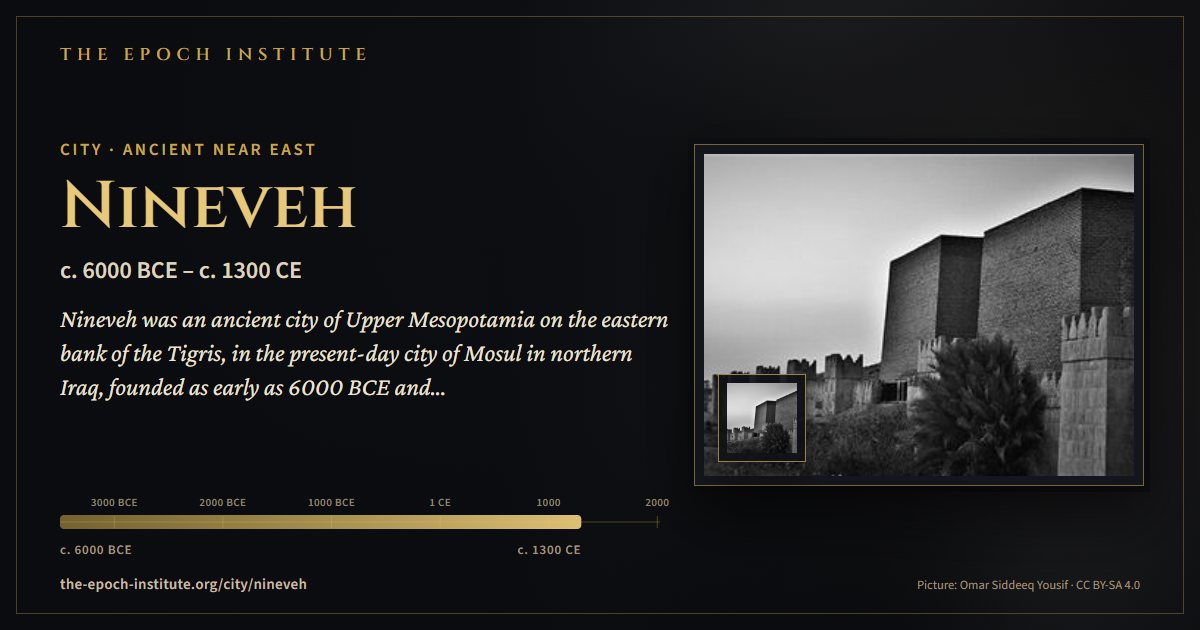 THE EPOCH INSTITUTE
CITY · ANCIENT NEAR EAST
NINEVEH
c. 6000 BCE – c. 1300 CE
Nineveh was an ancient city of Upper Mesopotamia on the eastern
bank of the Tigris, in the present-day city of Mosul in northern
Iraq, founded as early as 6000 BCE and...
3000 BCE 2000 BCE 1000 BCE 1 CE 1000 2000
c. 6000 BCE c. 1300 CE
the-epoch-institute.org/city/nineveh
Picture: Omar Siddeeq Yousif · CC BY-SA 4.0